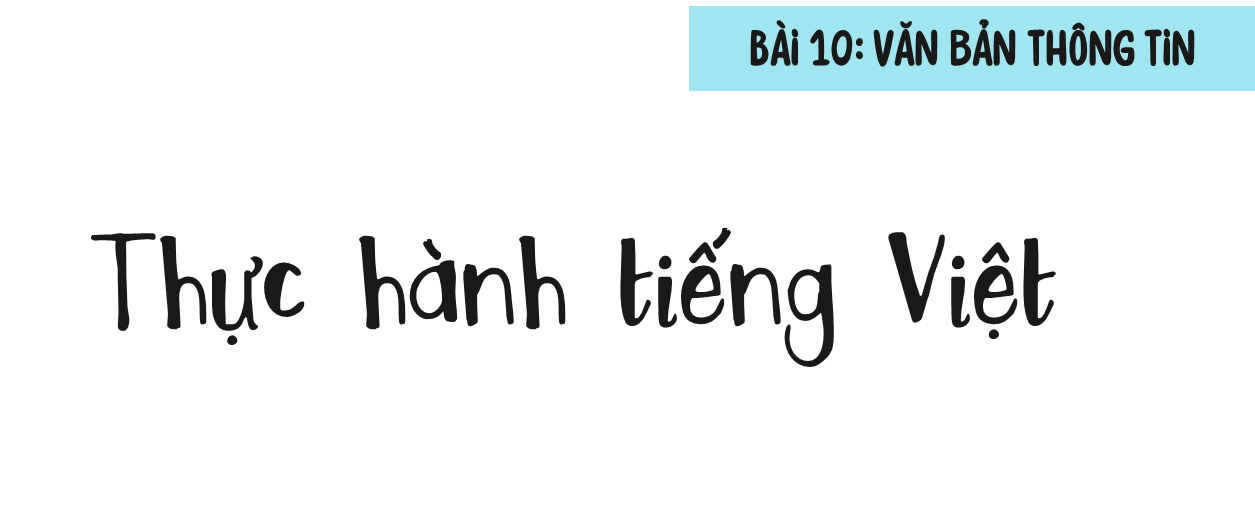 BÀI 10: VĂN BẢN THÔNG TIN
Thực hành tiếng Việt